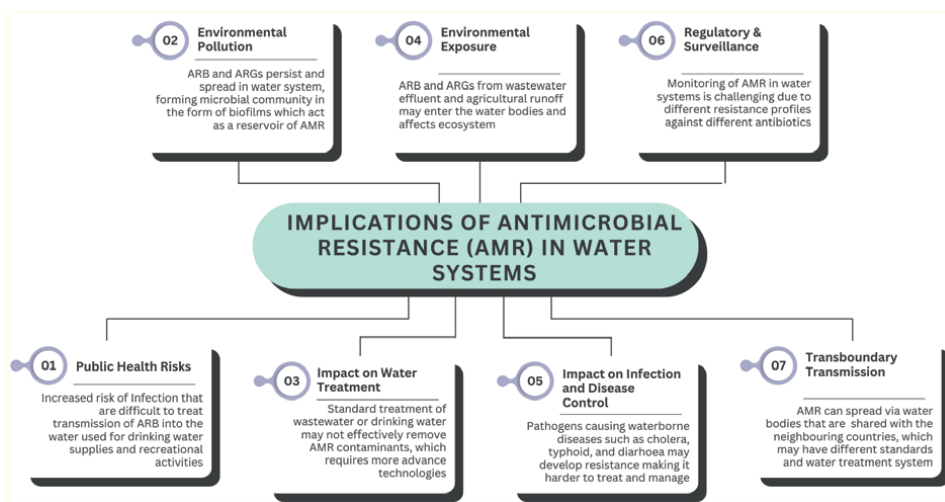 02
Environmental
Pollution
ARB and ARGs persist and
spread in water system,
forming microbial community in
the form of biofilms which act
as a reservoir of AMR
04
Environmental
Exposure
ARB and ARGs from wastewater
effluent and agricultural runoff
may enter the water bodies and
affects ecosystem
06
Regulatory &
Surveillance
Monitoring of AMR in water
systems is challenging due to
different resistance profiles
against different antibiotics
IMPLICATIONS OF ANTIMICROBIAL
RESISTANCE (AMR) IN WATER
SYSTEMS
01
Public Health Risks
Increased risk of Infection that
are difficult to treat
transmission of ARB into the
water used for drinking water
supplies and recreational
activities
03
Impact on Water
Treatment
Standard treatment of
wastewater or drinking water
may not effectively remove
AMR contaminants, which
requires more advance
technologies
05
Impact on Infection
and Disease
Control
Pathogens causing waterborne
diseases such as cholera,
typhoid, and diarhoea may
develop resistance making it
harder to treat and manage
07
Transboundary
Transmission
AMR can spread via water
bodies that are shared with the
neighbouring countries, which
may have different standards
and water treatment system